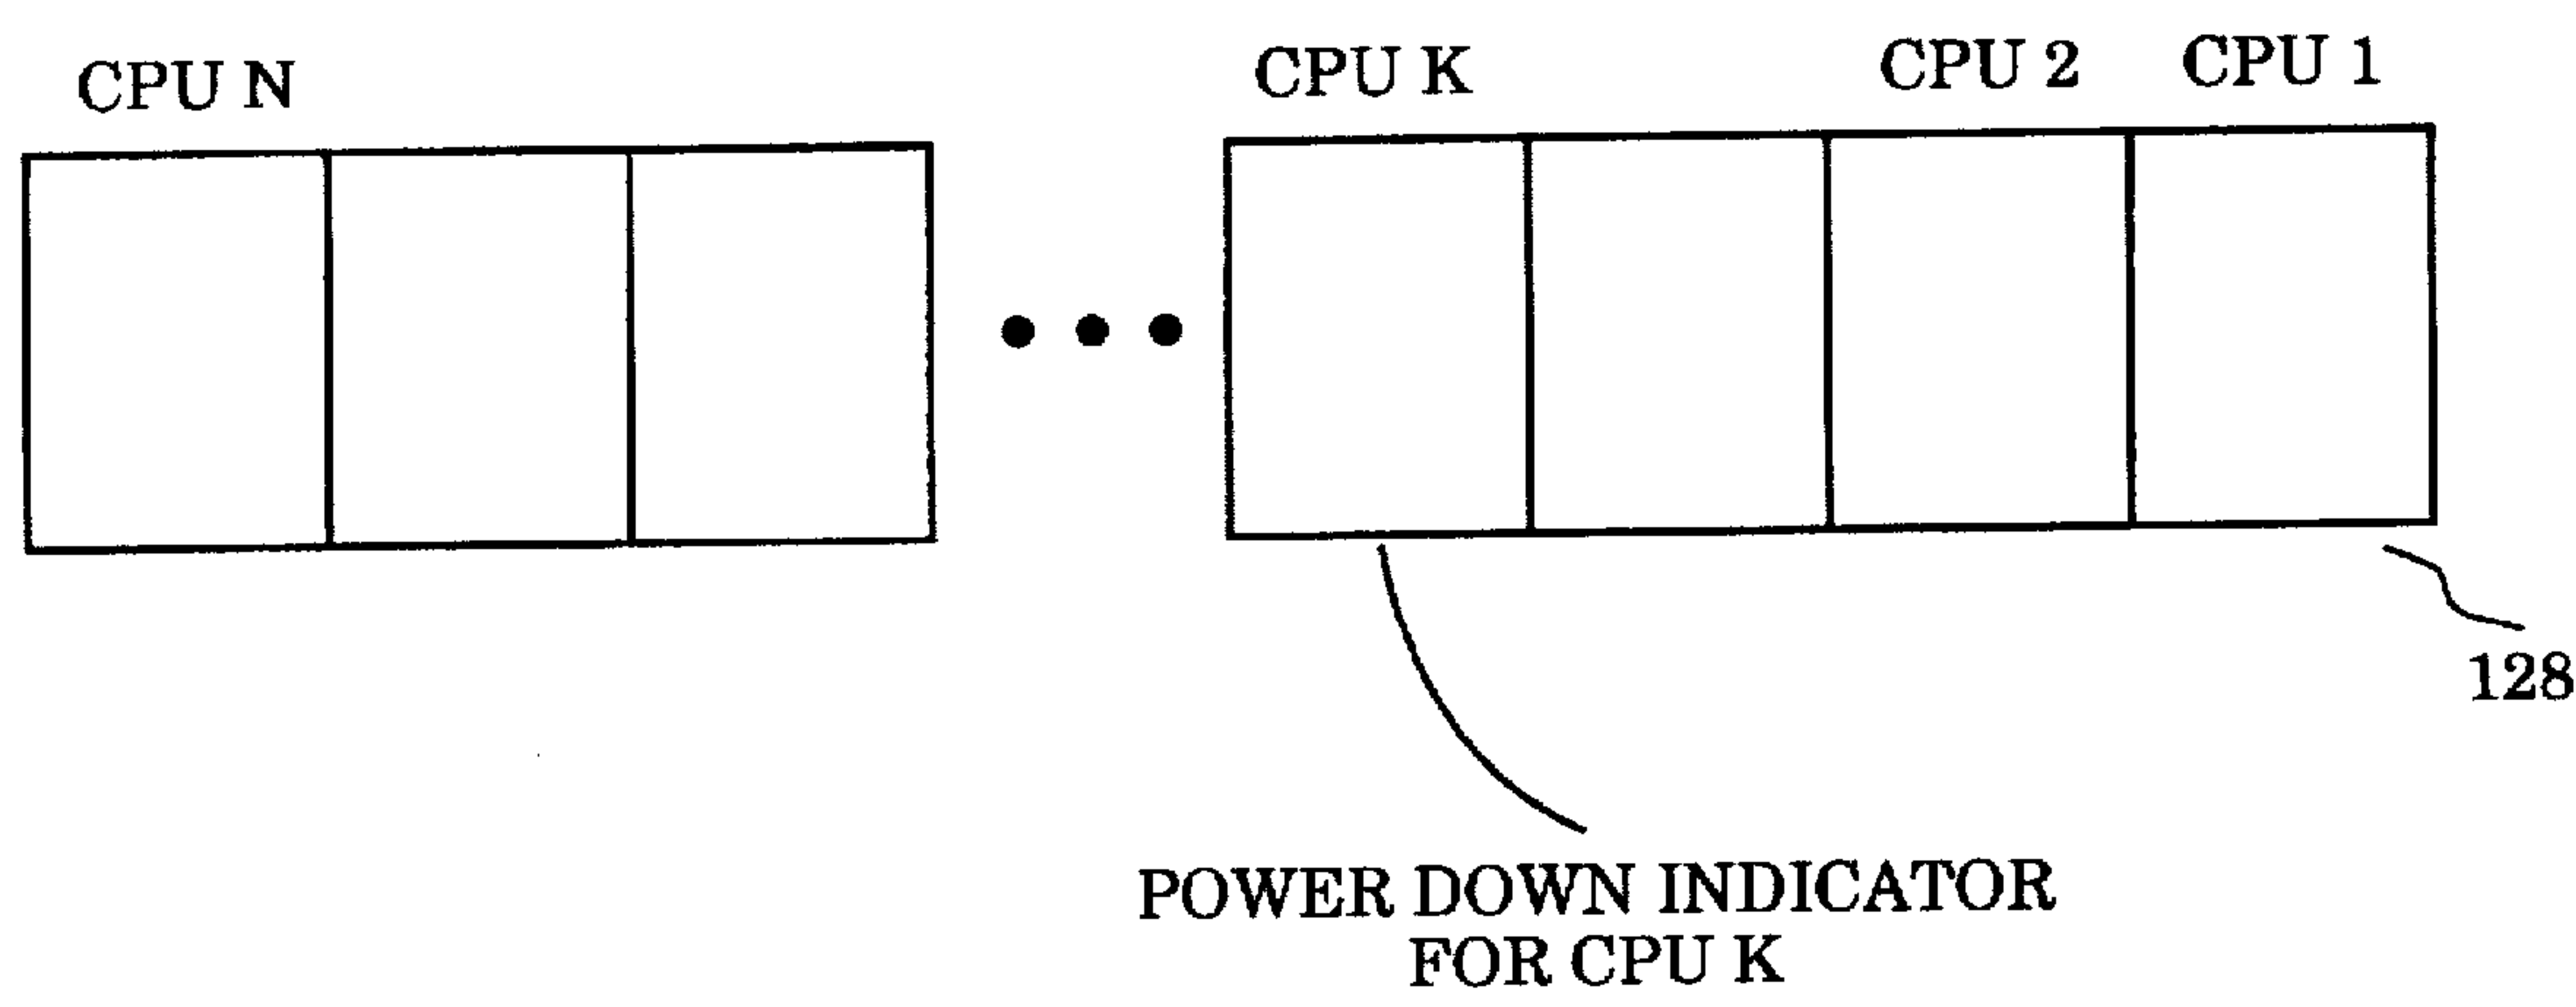 CPU N
CPU K
CPU 2
CPU 1
128
POWER DOWN INDICATOR
FOR CPU K